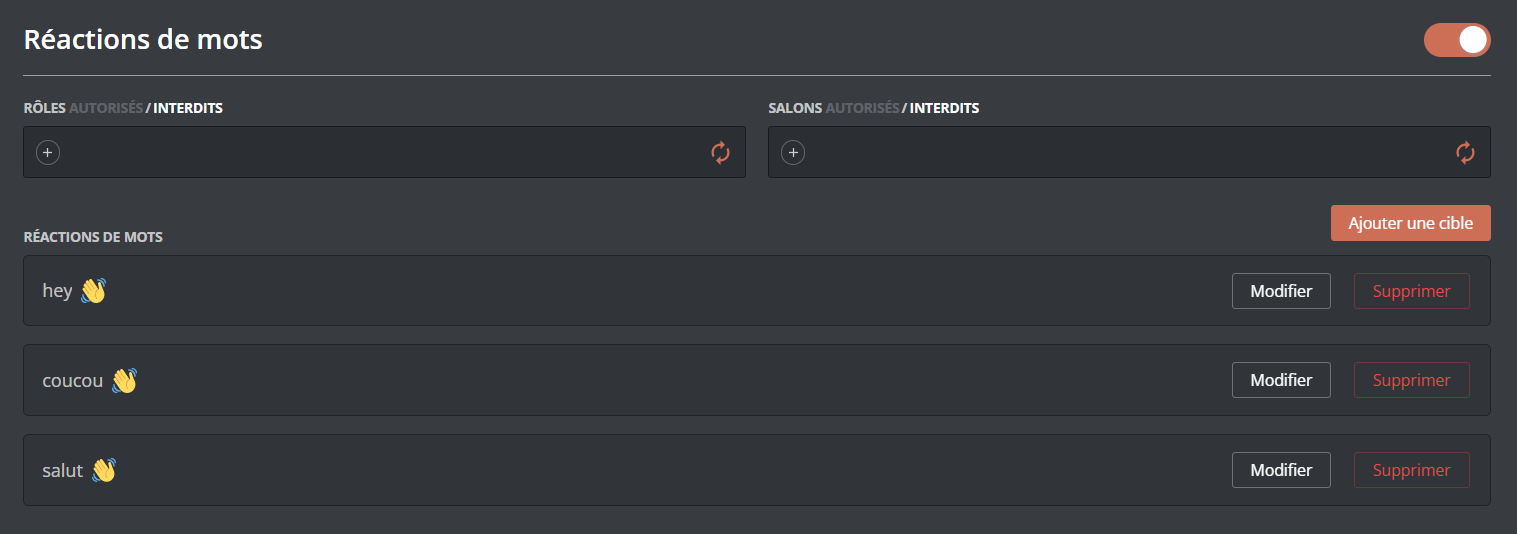 Réactions de mots
RÔLES AUTORISÉS / INTERDITS
SALONS AUTORISÉS / INTERDITS
Ajouter une cible
RÉACTIONS DE MOTS
hey 👋 Modifier Supprimer
coucou 👋 Modifier Supprimer
salut 👋 Modifier Supprimer